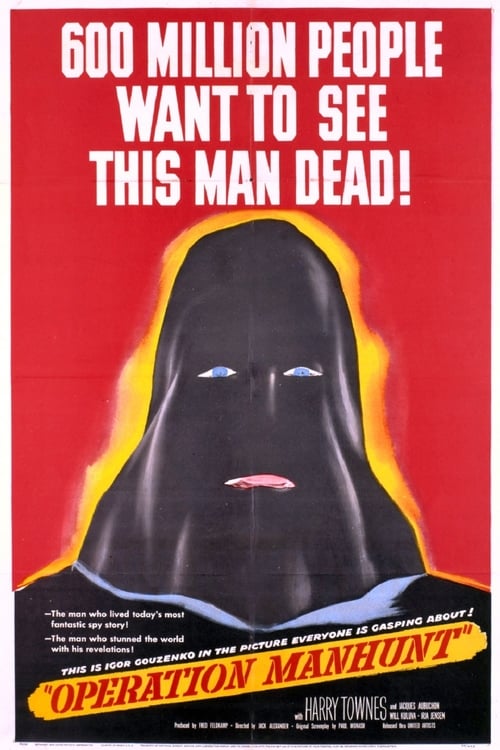 600 MILLION PEOPLE
WANT TO SEE
THIS MAN DEAD!
—The man who lived today's most
fantastic spy story!
—The man who stunned the world
with his revelations!
THIS IS IGOR GOUZENKO IN THE PICTURE EVERYONE IS GASPING ABOUT!
"OPERATION MANHUNT"
with HARRY TOWNES and JACQUES AUBUCHON
WILL KULUVA · IRJA JENSEN
Produced by FRED FELDKAMP · Directed by JACK ALEXANDER · Original Screenplay by PAUL MONASH Released thru UNITED ARTISTS